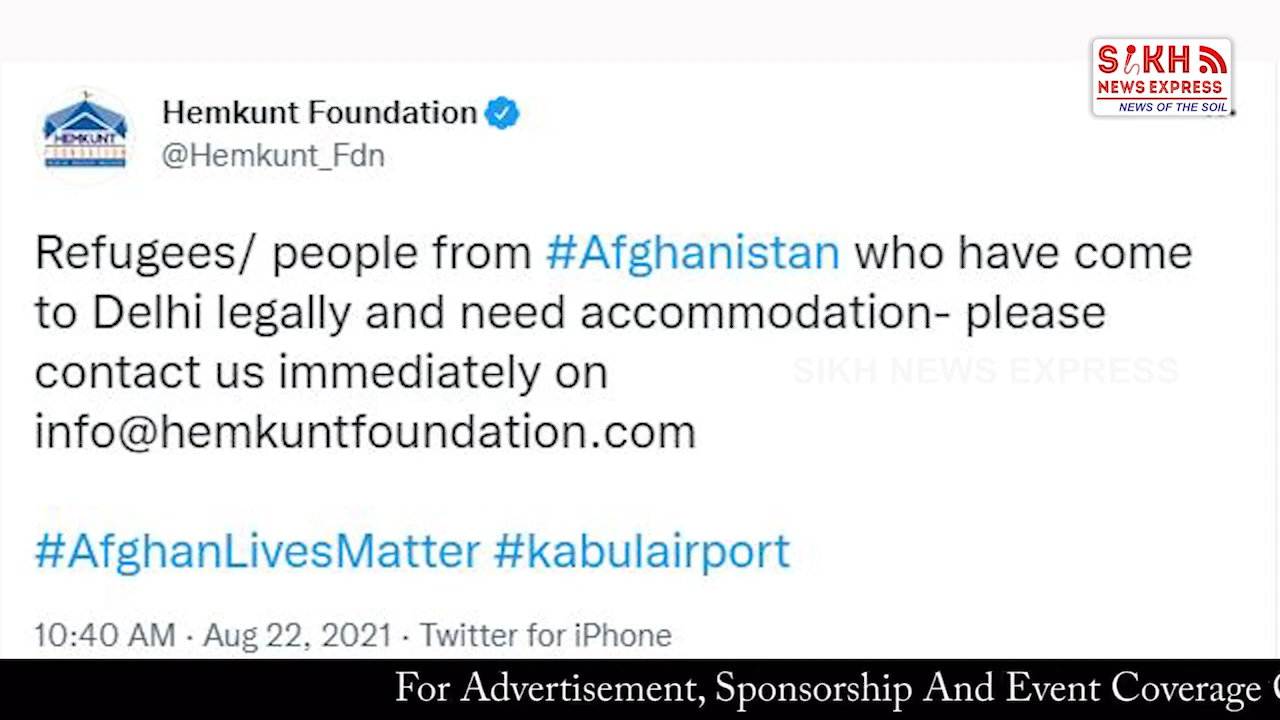 SIKH
NEWS EXPRESS
NEWS OF THE SOIL
HEMKUNT
FOUNDATION
Hemkunt Foundation
@Hemkunt_Fdn
Refugees/ people from #Afghanistan who have come
to Delhi legally and need accommodation- please
contact us immediately on
SIKH NEWS EXPRESS
info@hemkuntfoundation.com
#AfghanLivesMatter #kabulairport
10:40 AM · Aug 22, 2021 · Twitter for iPhone
For Advertisement, Sponsorship And Event Coverage